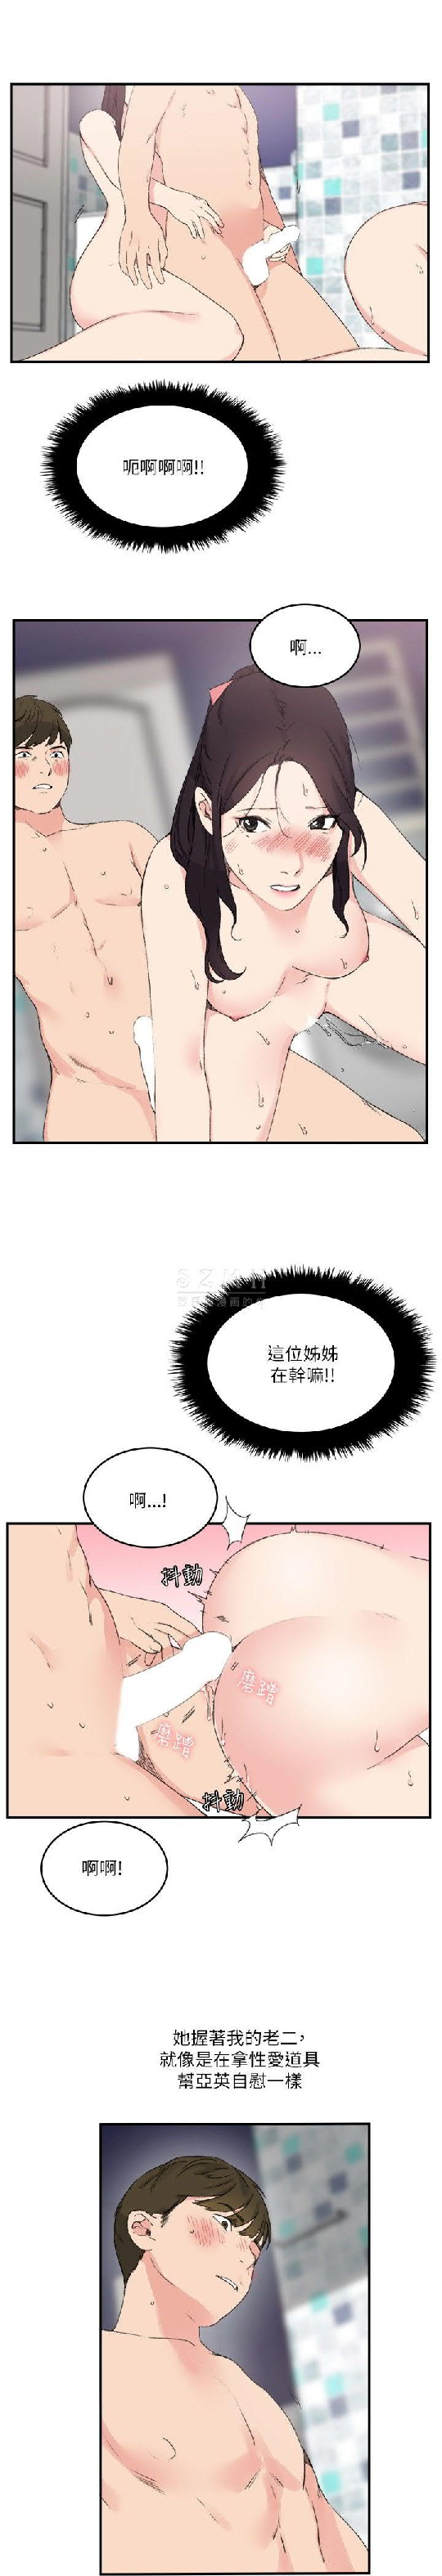 呃啊啊啊!!
啊...
SZKM
這位姊姊
在幹嘛!!
啊...!
抖動
磨蹭
磨蹭
抖動
啊啊!
她握著我的老二，
就像是在拿性愛道具
幫亞英自慰一樣